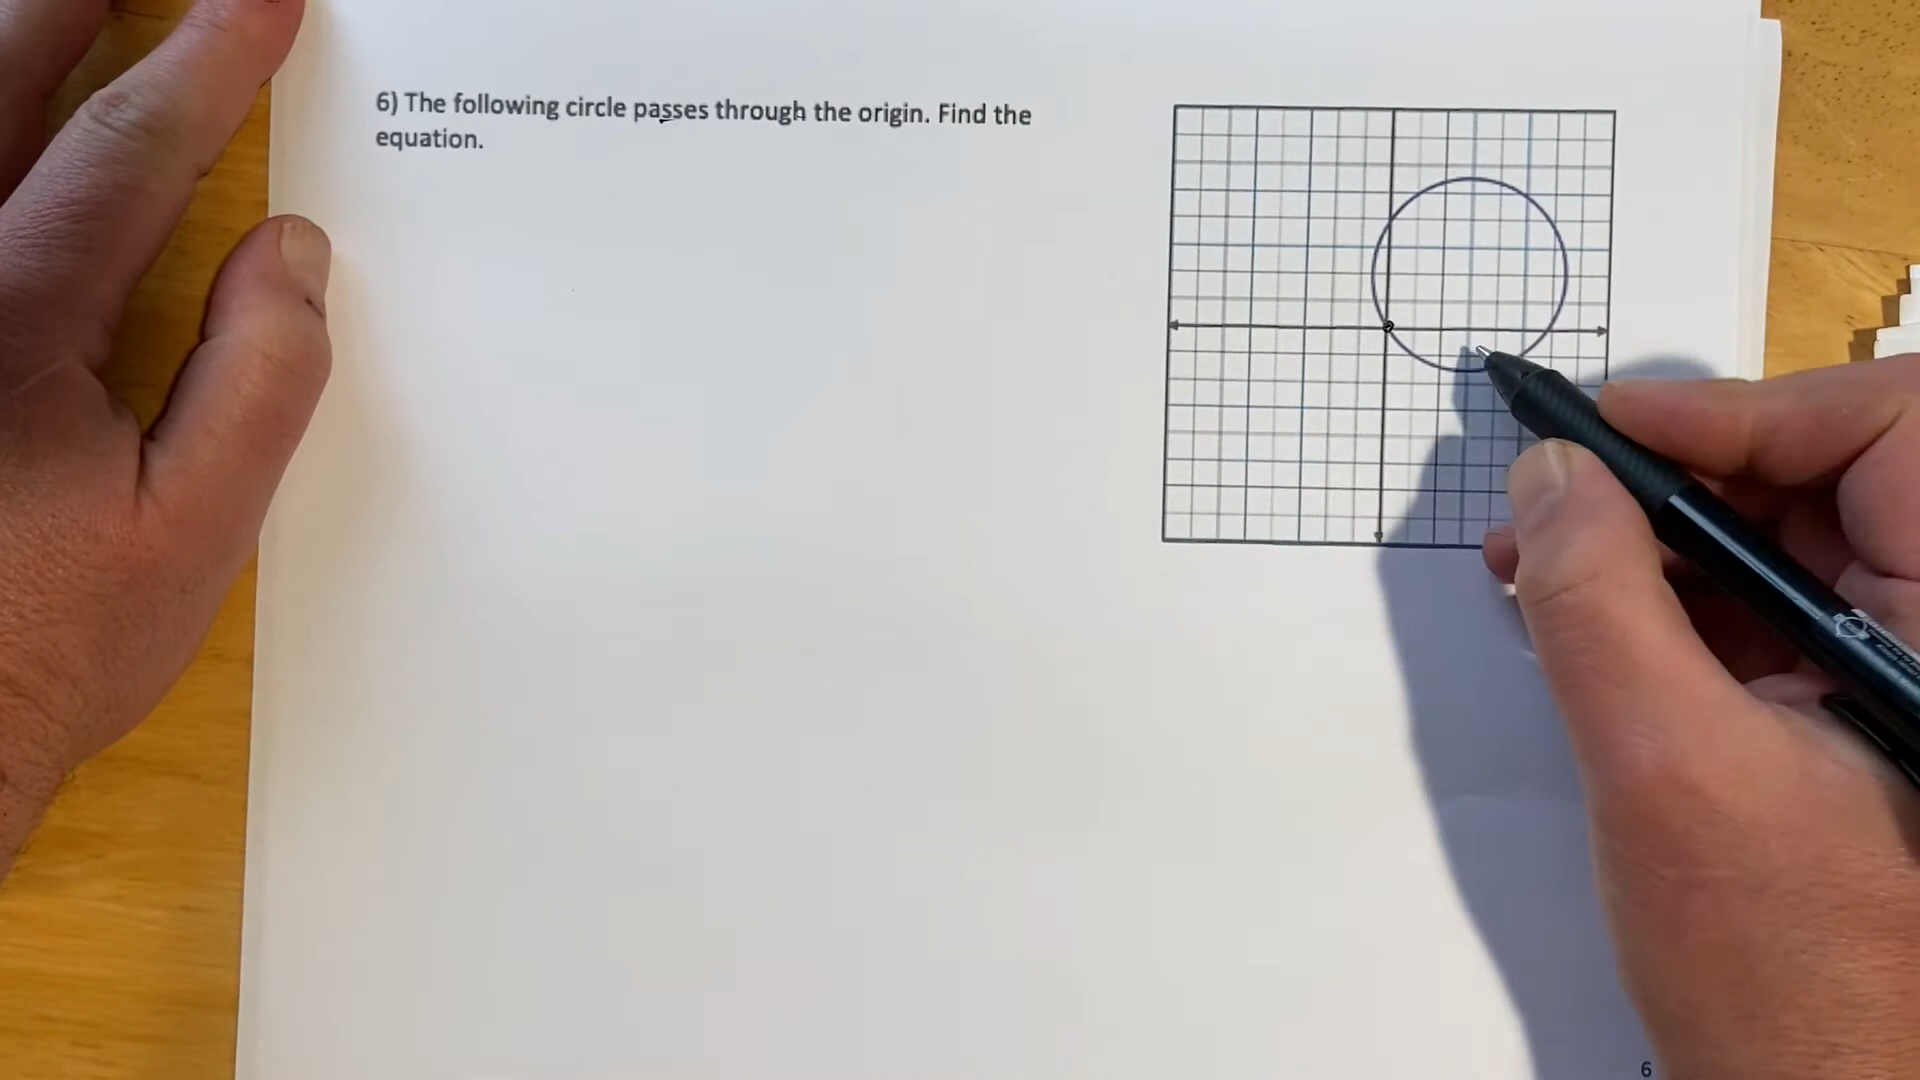 6) The following circle passes through the origin. Find the
equation.
6